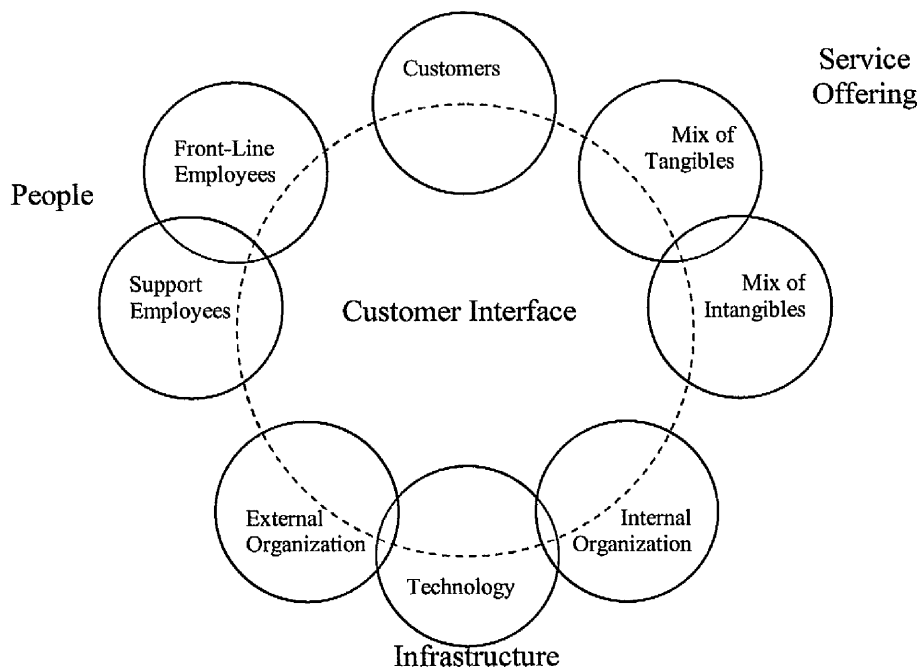 Customers
Service
Offering
Front-Line
Employees
Mix of
Tangibles
People
Support
Employees
Customer Interface
Mix of
Intangibles
External
Organization
Technology
Internal
Organization
Infrastructure